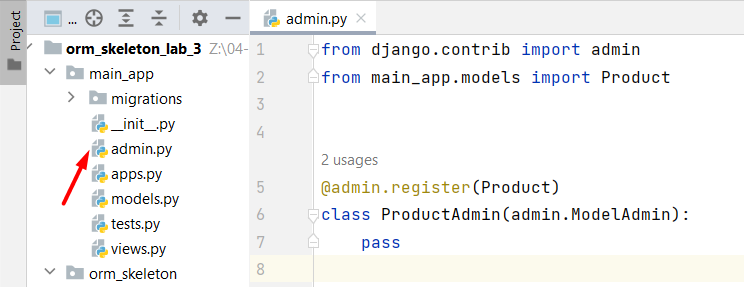 Project
...
admin.py
orm_skeleton_lab_3 Z:\04-
main_app
migrations
__init__.py
admin.py
apps.py
models.py
tests.py
views.py
orm_skeleton
1 from django.contrib import admin
2 from main_app.models import Product
3
4
2 usages
5 @admin.register(Product)
6 class ProductAdmin(admin.ModelAdmin):
7 pass
8